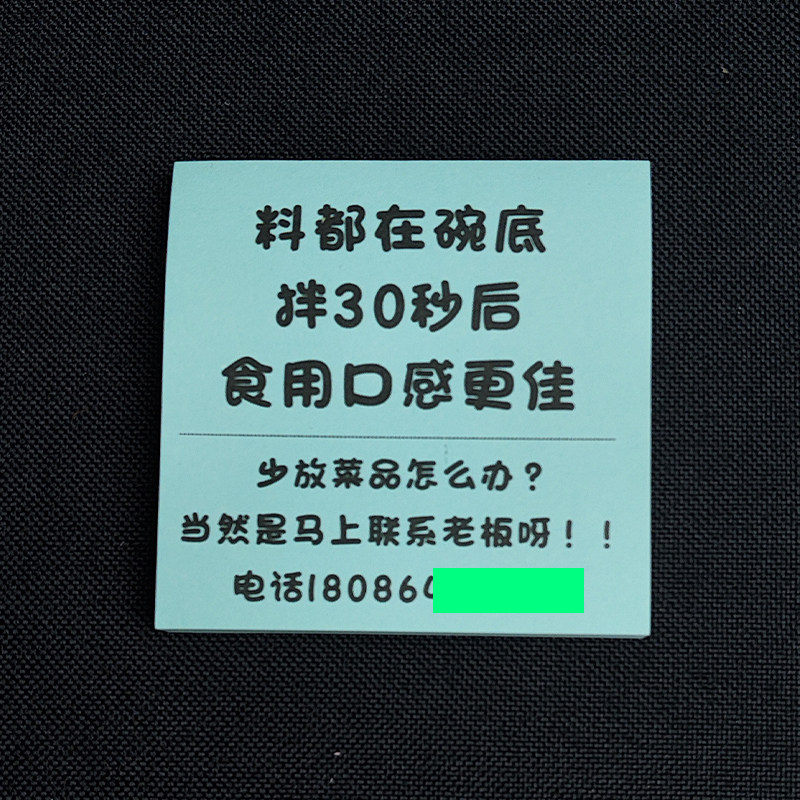 料都在碗底
拌30秒后
食用口感更佳
少放菜品怎么办？
当然是马上联系老板呀！！
电话18086